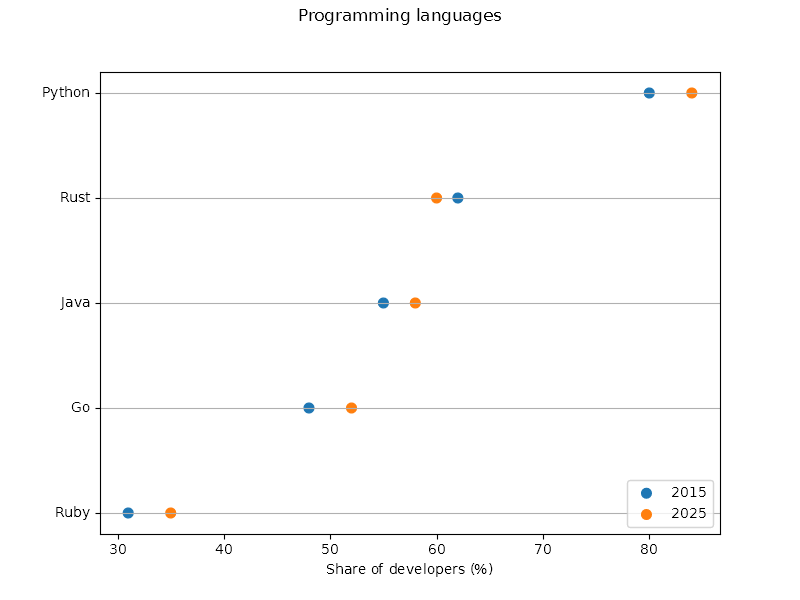 Programming languages
Python
Rust
Java
Go
Ruby
2015
2025
30 40 50 60 70 80
Share of developers (%)